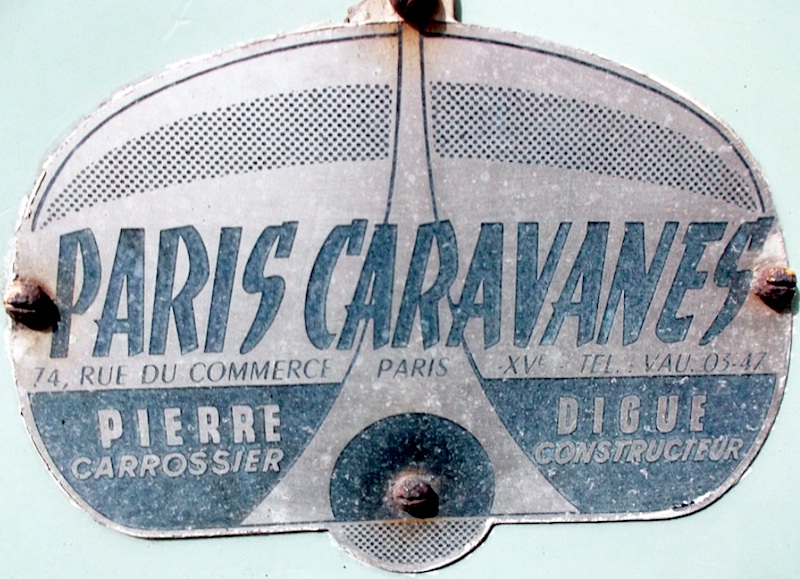 PARIS CARAVANES
74, RUE DU COMMERCE PARIS -XVE TEL. : VAU. 03-47
PIERRE DIGUE
CARROSSIER CONSTRUCTEUR